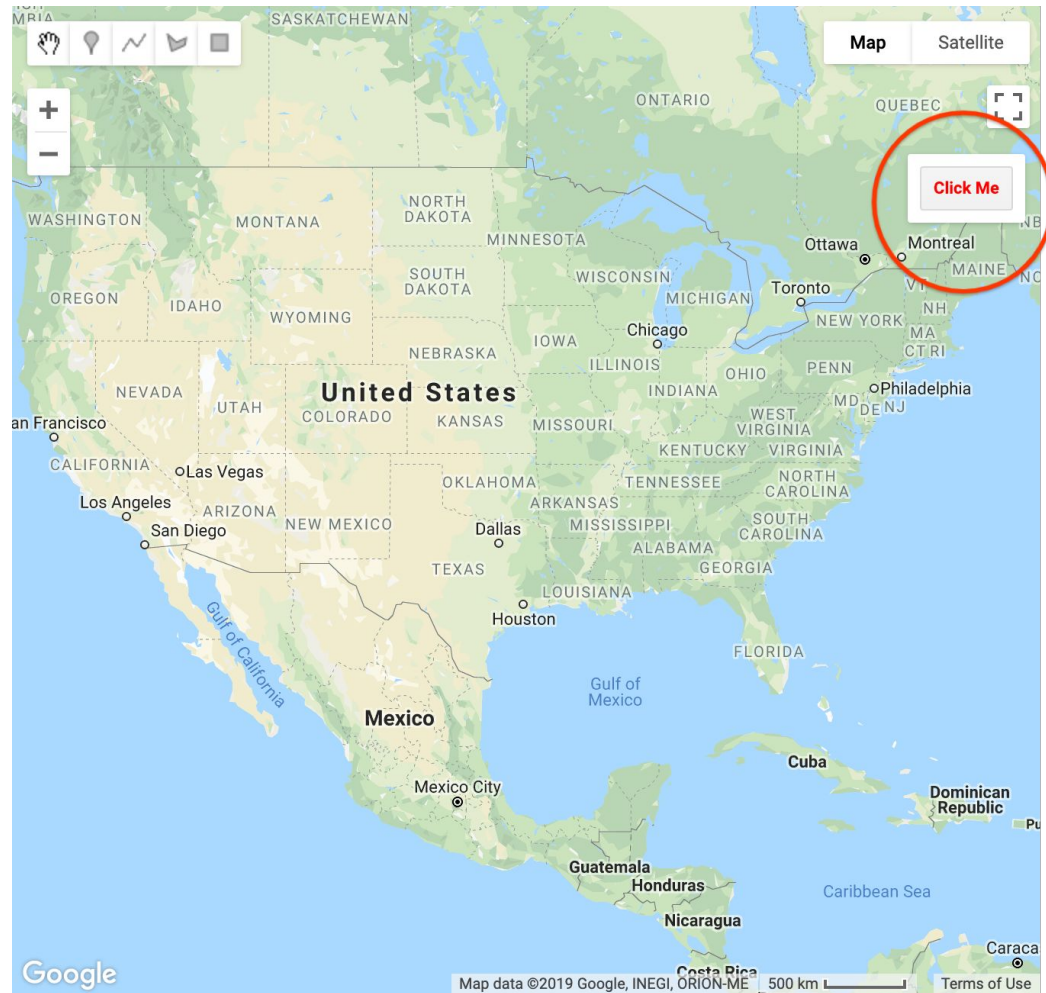 MBIA
SASKATCHEWAN
Map Satellite
+
ONTARIO
QUEBEC
−
Click Me
NORTH
DAKOTA
WASHINGTON
MONTANA
NB
MINNESOTA
Ottawa
Montreal
SOUTH
DAKOTA
WISCONSIN
MAINE
NO
VT
MICHIGAN
Toronto
OREGON
IDAHO
WYOMING
NH
NEW YORK
MA
Chicago
IOWA
CT RI
NEBRASKA
ILLINOIS
OHIO
PENN
NEVADA
United States
INDIANA
Philadelphia
UTAH
COLORADO
KANSAS
MD
DE
NJ
WEST
VIRGINIA
an Francisco
MISSOURI
KENTUCKY
VIRGINIA
CALIFORNIA
Las Vegas
OKLAHOMA
TENNESSEE
NORTH
CAROLINA
Los Angeles
ARIZONA
ARKANSAS
NEW MEXICO
San Diego
Dallas
MISSISSIPPI
SOUTH
CAROLINA
ALABAMA
TEXAS
GEORGIA
LOUISIANA
Houston
Gulf of California
FLORIDA
Gulf of
Mexico
Mexico
Cuba
Mexico City
Dominican
Republic
Pu
Guatemala
Honduras
Caribbean Sea
Nicaragua
Caraca
Costa Rica
Google
Map data ©2019 Google, INEGI, ORION-ME 500 km Terms of Use